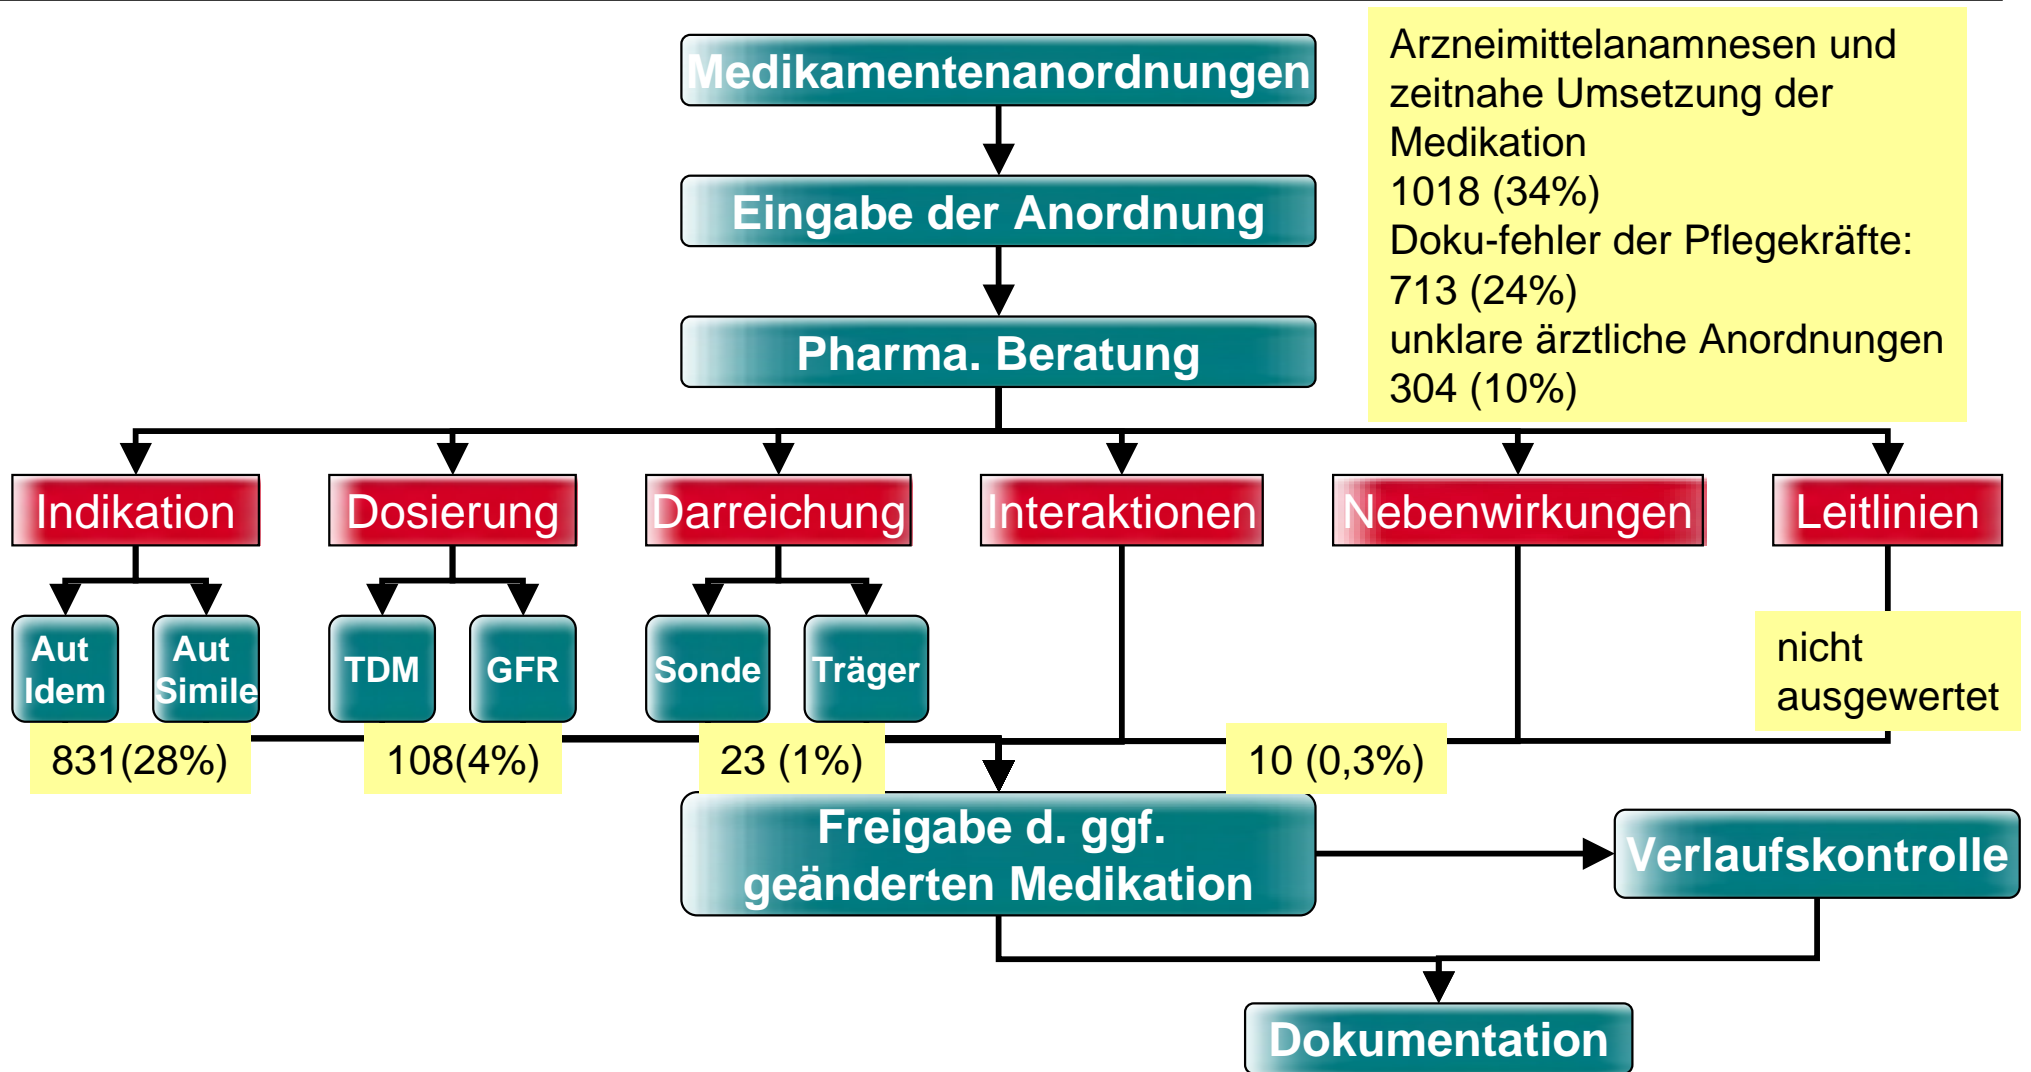 Medikamentenanordnungen
Eingabe der Anordnung
Pharma. Beratung
Arzneimittelanamnesen und
zeitnahe Umsetzung der
Medikation
1018 (34%)
Doku-fehler der Pflegekräfte:
713 (24%)
unklare ärztliche Anordnungen
304 (10%)
Indikation
Dosierung
Darreichung
Interaktionen
Nebenwirkungen
Leitlinien
Aut
Idem
Aut
Simile
TDM
GFR
Sonde
Träger
nicht
ausgewertet
831(28%)
108(4%)
23 (1%)
10 (0,3%)
Freigabe d. ggf.
geänderten Medikation
Verlaufskontrolle
Dokumentation